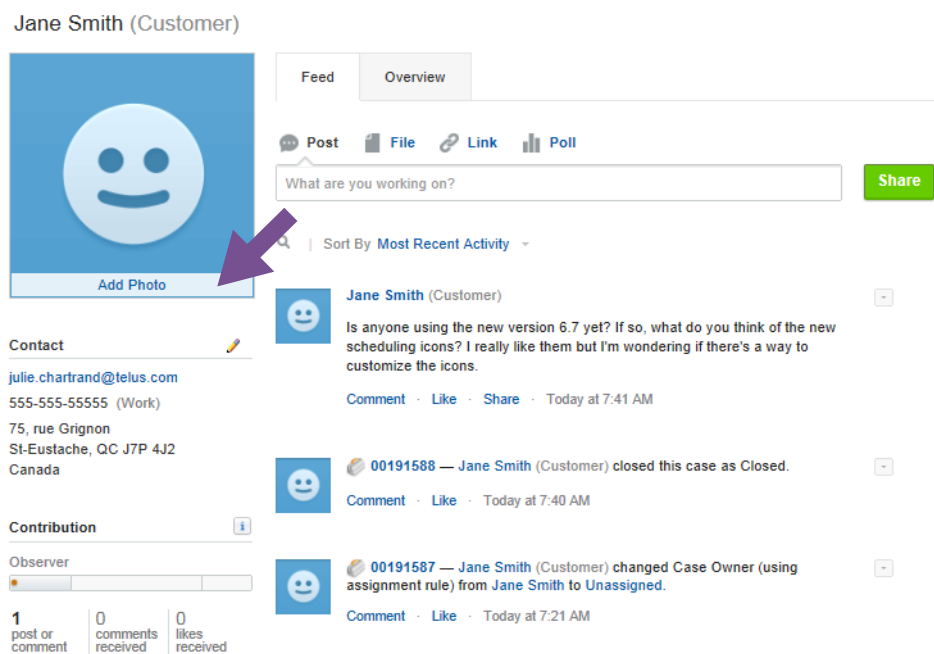 Jane Smith (Customer)
Add Photo
Contact
julie.chartrand@telus.com
555-555-55555 (Work)
75, rue Grignon
St-Eustache, QC J7P 4J2
Canada
Contribution
i
Observer
1 post or comment
0 comments received
0 likes received
Feed
Overview
Post
File
Link
Poll
What are you working on?
Share
| Sort By Most Recent Activity
Jane Smith (Customer)
Is anyone using the new version 6.7 yet? If so, what do you think of the new
scheduling icons? I really like them but I'm wondering if there's a way to
customize the icons.
Comment · Like · Share · Today at 7:41 AM
00191588 — Jane Smith (Customer) closed this case as Closed.
Comment · Like · Today at 7:40 AM
00191587 — Jane Smith (Customer) changed Case Owner (using
assignment rule) from Jane Smith to Unassigned.
Comment · Like · Today at 7:21 AM